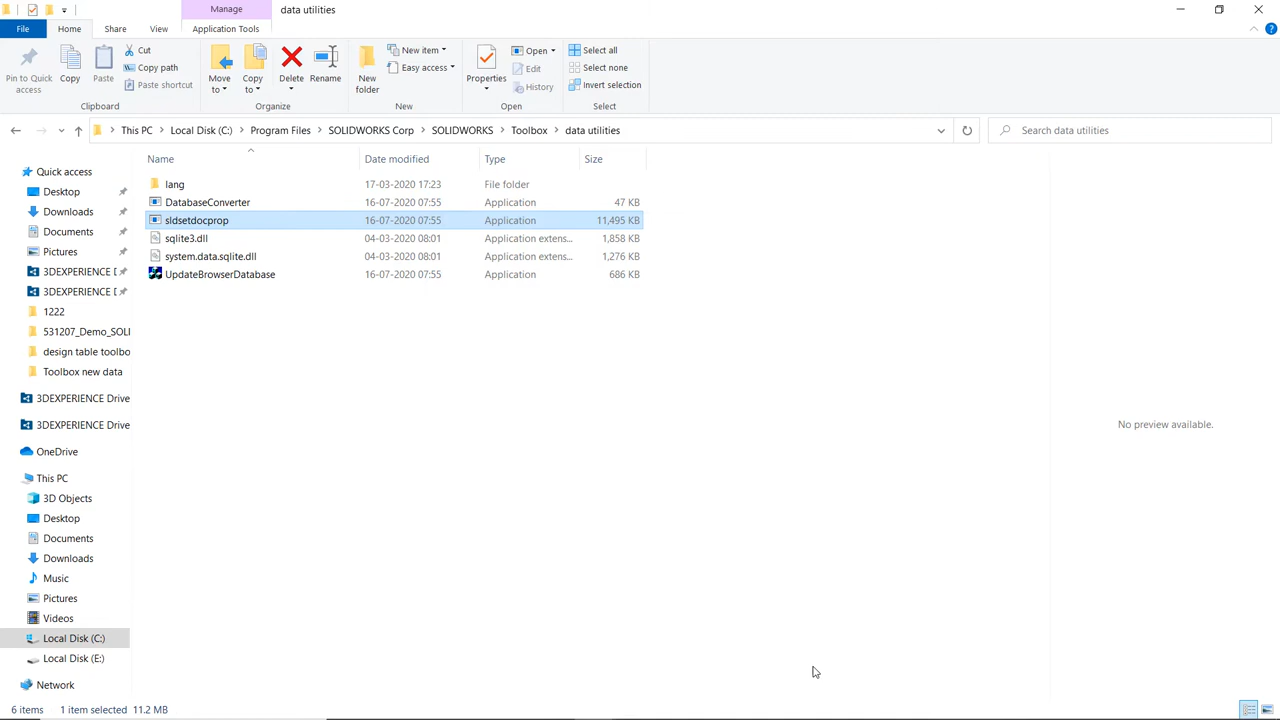 Manage
data utilities
File
Home
Share
View
Application Tools
Pin to Quick access
Copy
Paste
Cut
Copy path
Paste shortcut
Clipboard
Move to
Copy to
Delete
Rename
Organize
New folder
New item
Easy access
New
Properties
Open
Edit
History
Open
Select all
Select none
Invert selection
Select
This PC > Local Disk (C:) > Program Files > SOLIDWORKS Corp > SOLIDWORKS > Toolbox > data utilities
Search data utilities
Name Date modified Type Size
lang 17-03-2020 17:23 File folder
DatabaseConverter 16-07-2020 07:55 Application 47 KB
sldsetdocprop 16-07-2020 07:55 Application 11,495 KB
sqlite3.dll 04-03-2020 08:01 Application extens... 1,858 KB
system.data.sqlite.dll 04-03-2020 08:01 Application extens... 1,276 KB
UpdateBrowserDatabase 16-07-2020 07:55 Application 686 KB
Quick access
Desktop
Downloads
Documents
Pictures
3DEXPERIENCE D
3DEXPERIENCE D
1222
531207_Demo_SOLI
design table toolbo
Toolbox new data
3DEXPERIENCE Drive
3DEXPERIENCE Drive
OneDrive
This PC
3D Objects
Desktop
Documents
Downloads
Music
Pictures
Videos
Local Disk (C:)
Local Disk (E:)
Network
No preview available.
6 items 1 item selected 11.2 MB